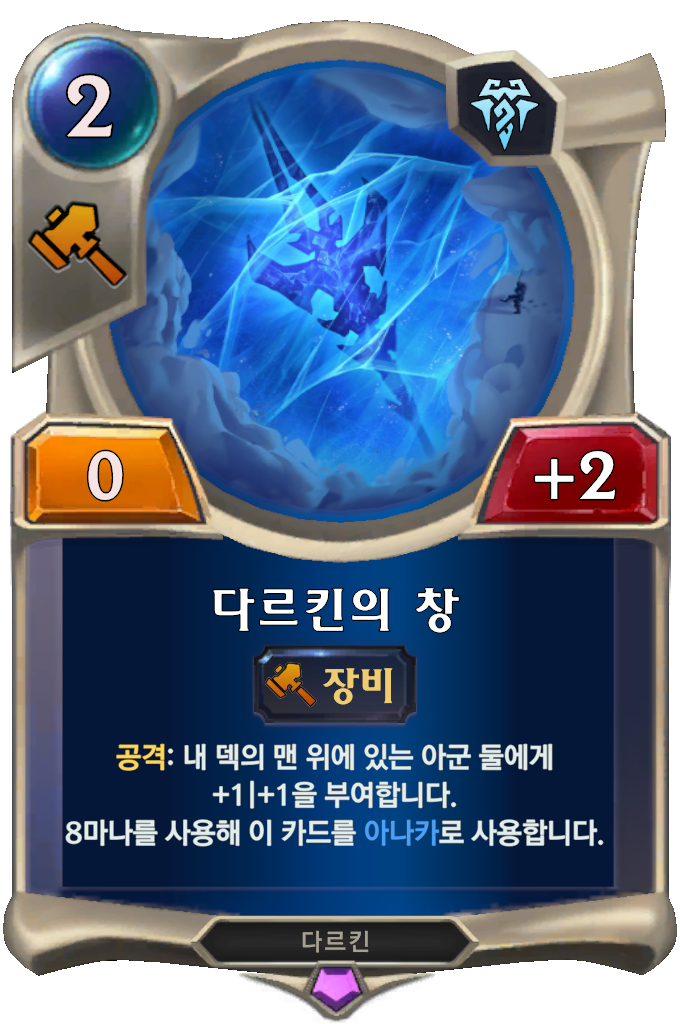 2
0
+2
다르킨의 창
장비
공격: 내 덱의 맨 위에 있는 아군 둘에게
+1|+1을 부여합니다.
8마나를 사용해 이 카드를 아나카로 사용합니다.
다르킨